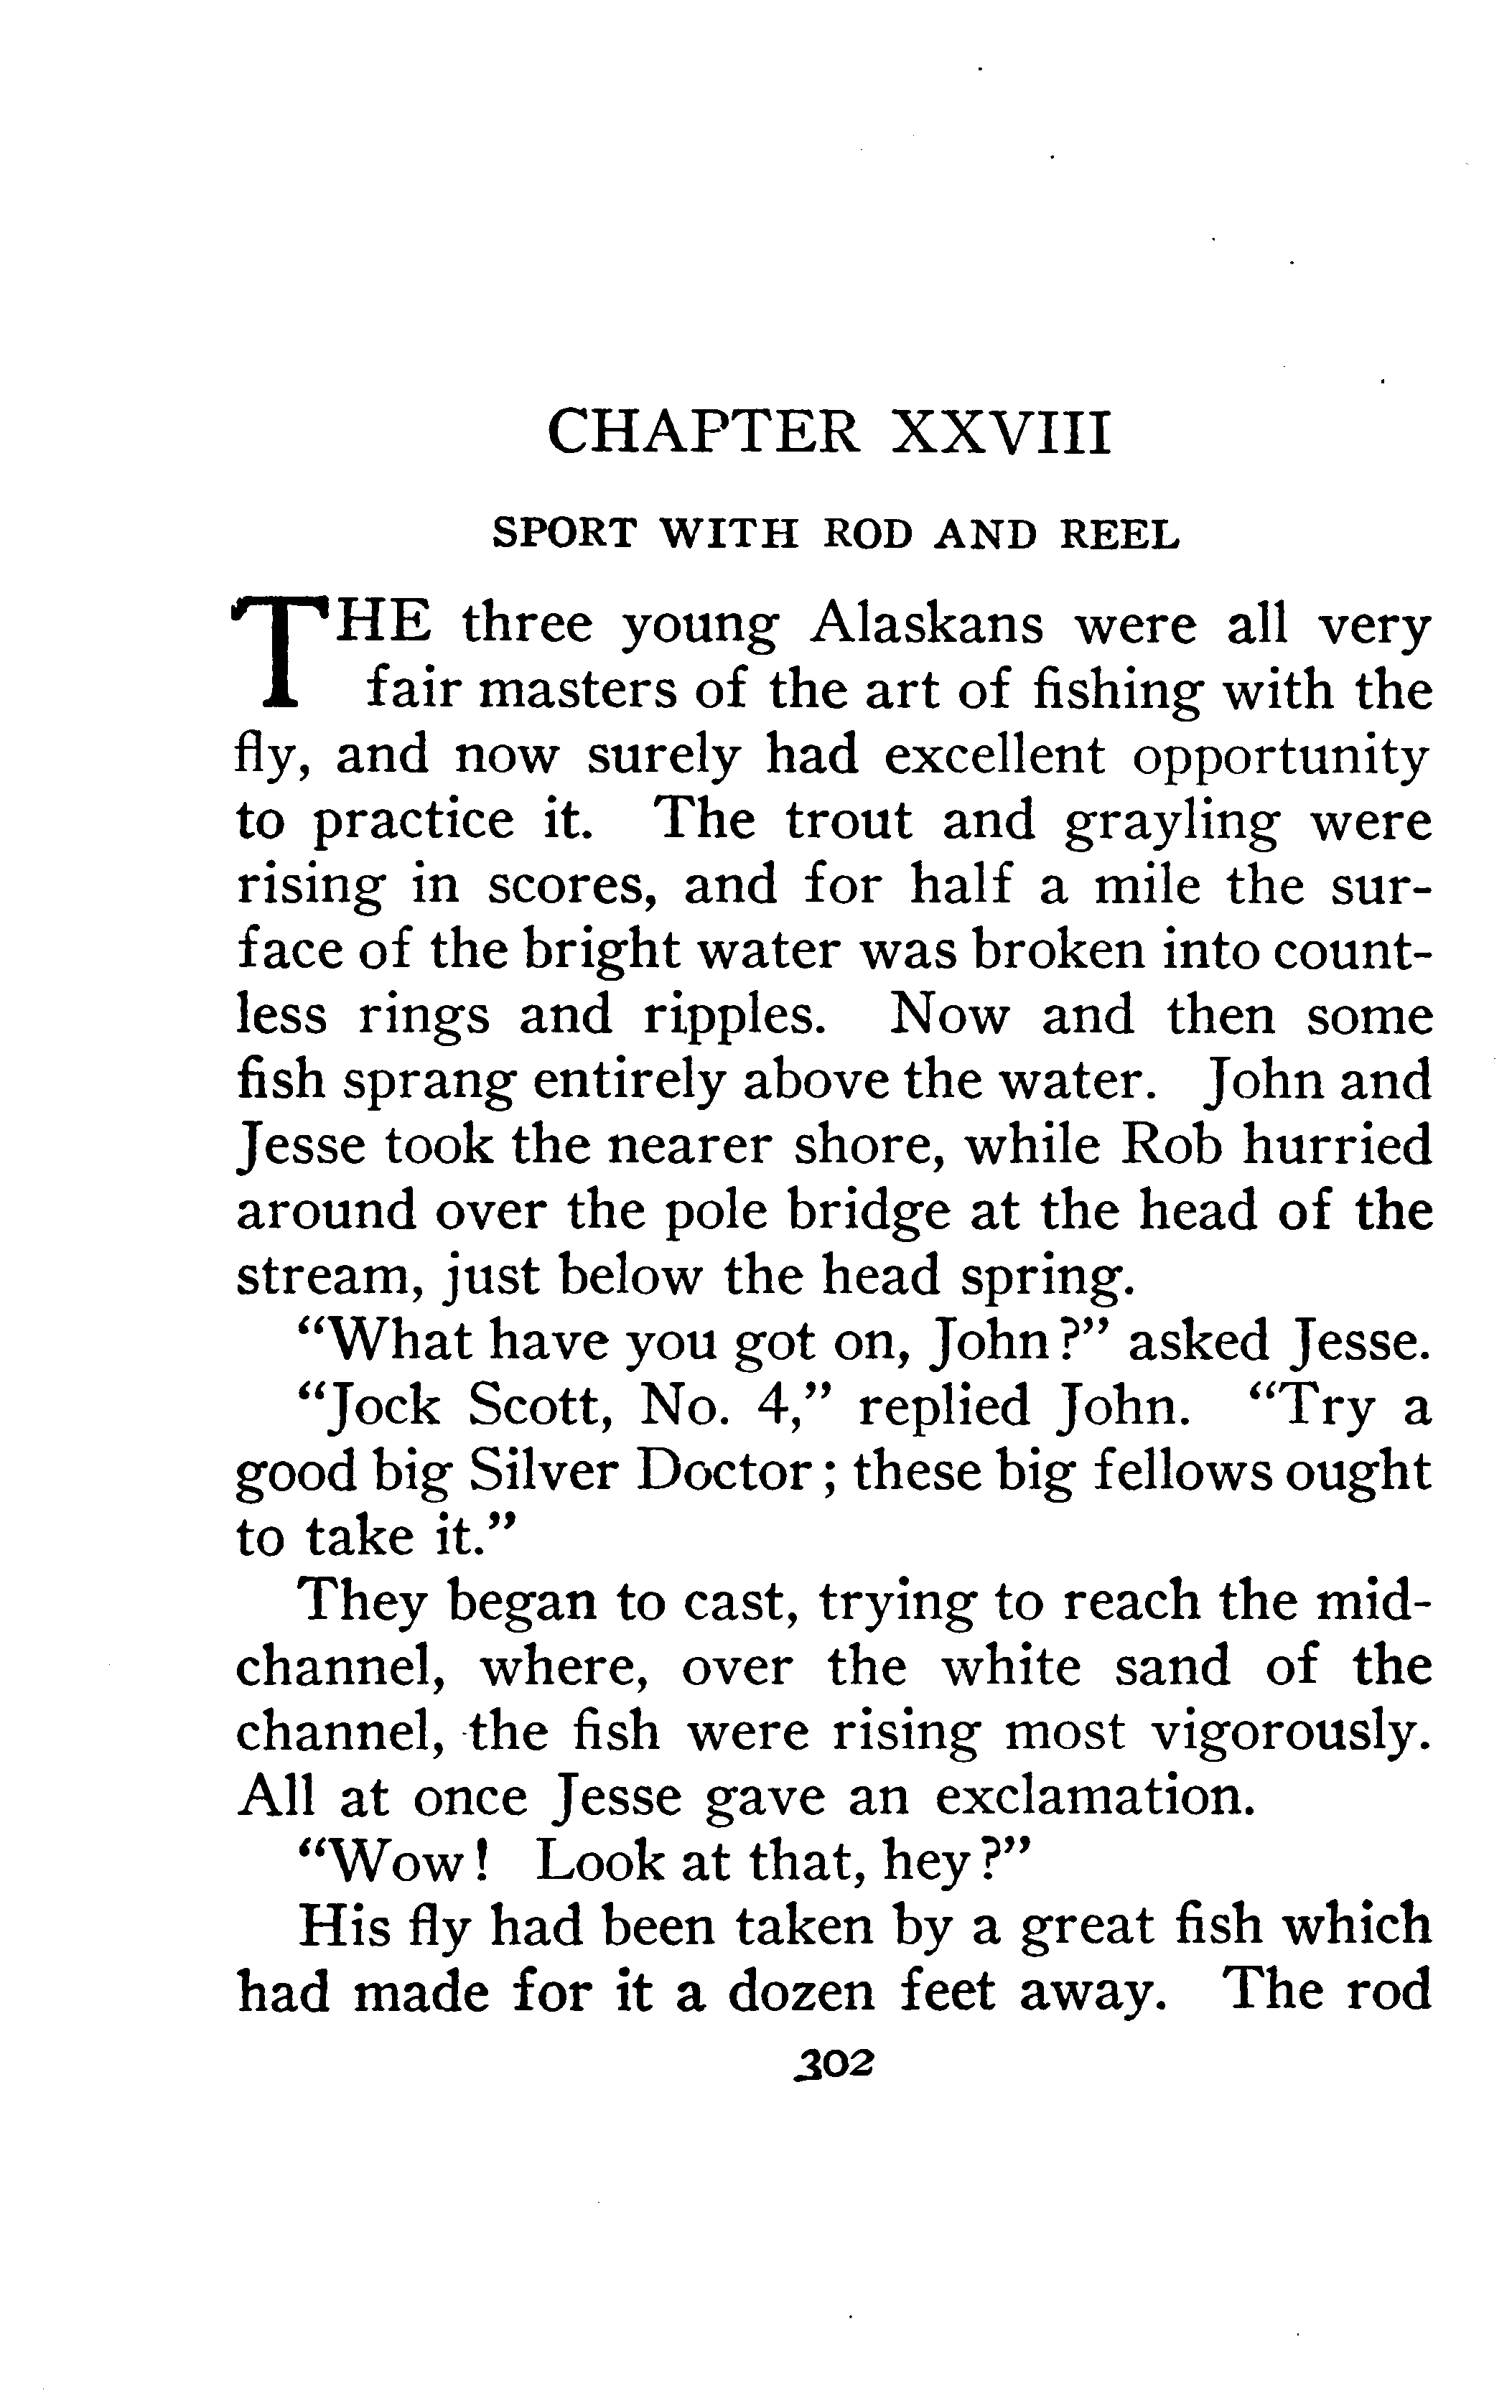 CHAPTER XXVIII
SPORT WITH ROD AND REEL
THE three young Alaskans were all very
fair masters of the art of fishing with the
fly, and now surely had excellent opportunity
to practice it. The trout and grayling were
rising in scores, and for half a mile the sur-
face of the bright water was broken into count-
less rings and ripples. Now and then some
fish sprang entirely above the water. John and
Jesse took the nearer shore, while Rob hurried
around over the pole bridge at the head of the
stream, just below the head spring.
“What have you got on, John?” asked Jesse.
“Jock Scott, No. 4,” replied John. “Try a
good big Silver Doctor; these big fellows ought
to take it.”
They began to cast, trying to reach the mid-
channel, where, over the white sand of the
channel, the fish were rising most vigorously.
All at once Jesse gave an exclamation.
“Wow! Look at that, hey?”
His fly had been taken by a great fish which
had made for it a dozen feet away. The rod
302